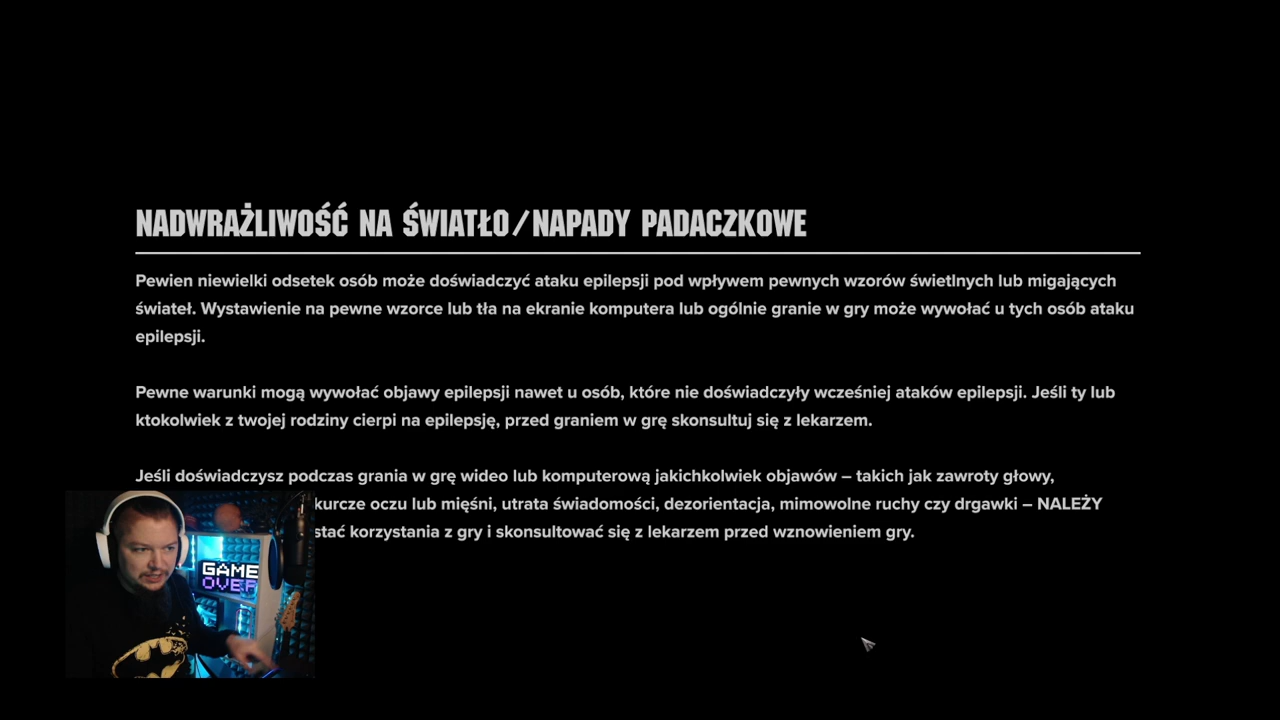 NADWRAŻLIWOŚĆ NA ŚWIATŁO/NAPADY PADACZKOWE
Pewien niewielki odsetek osób może doświadczyć ataku epilepsji pod wpływem pewnych wzorów świetlnych lub migających
świateł. Wystawienie na pewne wzorce lub tła na ekranie komputera lub ogólnie granie w gry może wywołać u tych osób ataku
epilepsji.
Pewne warunki mogą wywołać objawy epilepsji nawet u osób, które nie doświadczyły wcześniej ataków epilepsji. Jeśli ty lub
ktokolwiek z twojej rodziny cierpi na epilepsję, przed graniem w grę skonsultuj się z lekarzem.
Jeśli doświadczysz podczas grania w grę wideo lub komputerową jakichkolwiek objawów – takich jak zawroty głowy,
kurcze oczu lub mięśni, utrata świadomości, dezorientacja, mimowolne ruchy czy drgawki – NALEŻY
stać korzystania z gry i skonsultować się z lekarzem przed wznowieniem gry.
GAME
OVER